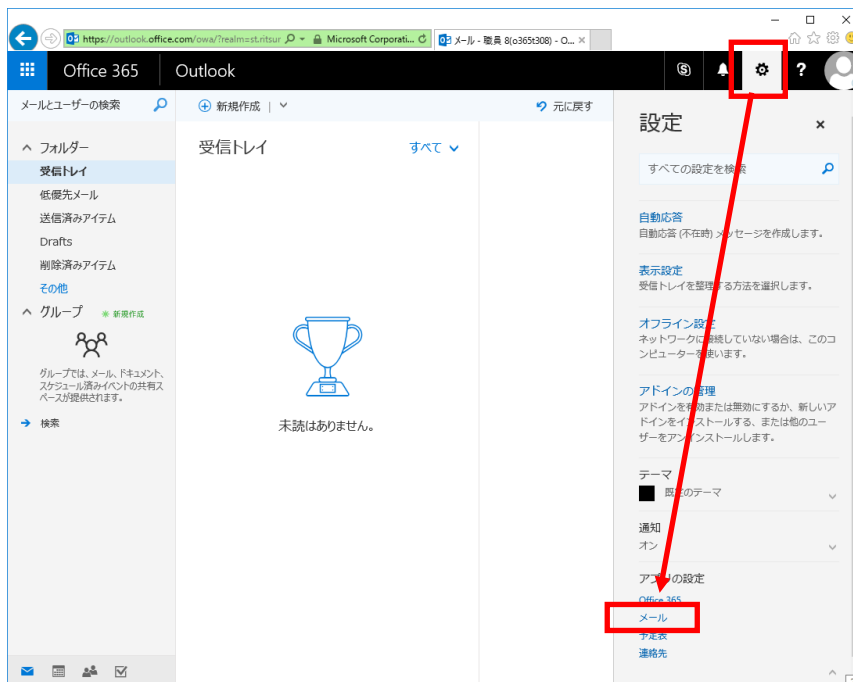 https://outlook.office.com/owa/?realm=st.ritsur
Microsoft Corporati...
メール - 職員 8(o365t308) - O...
Office 365
Outlook
?
メールとユーザーの検索
新規作成
元に戻す
フォルダー
受信トレイ
低優先メール
送信済みアイテム
Drafts
削除済みアイテム
その他
グループ
新規作成
グループでは、メール、ドキュメント、
スケジュール済みイベントの共有ス
ペースが提供されます。
検索
受信トレイ
すべて
未読はありません。
設定
すべての設定を検索
自動応答
自動応答 (不在時) メッセージを作成します。
表示設定
受信トレイを整理する方法を選択します。
オフライン設定
ネットワークに接続していない場合は、このコ
ンピューターを使います。
アドインの管理
アドインを有効または無効にするか、新しいア
ドインをインストールする、または他のユー
ザーをアンインストールします。
テーマ
既定のテーマ
通知
オン
アプリの設定
Office 365
メール
予定表
連絡先